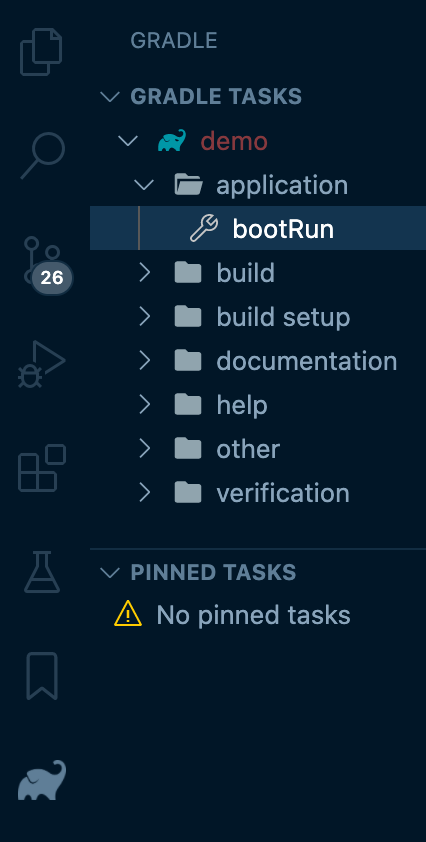 GRADLE
GRADLE TASKS
demo
application
bootRun
build
26
build setup
documentation
help
other
verification
PINNED TASKS
No pinned tasks